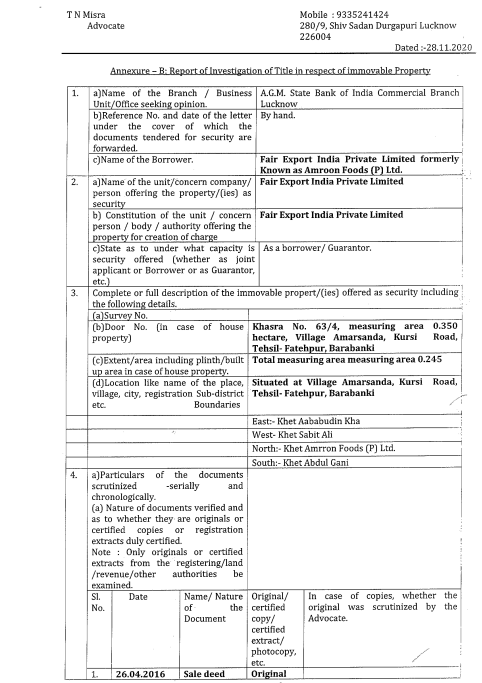 T N Misra
Advocate
Mobile : 9335241424
280/9, Shiv Sadan Durgapuri Lucknow
226004
Dated :-28.11.2020
Annexure – B: Report of Investigation of Title in respect of immovable Property
1.
a)Name of the Branch / Business
Unit/Office seeking opinion.
A.G.M. State Bank of India Commercial Branch
Lucknow
b)Reference No. and date of the letter
under the cover of which the
documents tendered for security are
forwarded.
By hand.
c)Name of the Borrower.
Fair Export India Private Limited formerly
Known as Amroon Foods (P) Ltd.
2.
a)Name of the unit/concern company/
person offering the property/(ies) as
security
Fair Export India Private Limited
b) Constitution of the unit / concern
person / body / authority offering the
property for creation of charge
Fair Export India Private Limited
c)State as to under what capacity is
security offered (whether as joint
applicant or Borrower or as Guarantor,
etc.)
As a borrower/ Guarantor.
3.
Complete or full description of the immovable property/(ies) offered as security including
the following details.
(a)Survey No.
(b)Door No. (in case of house
property)
Khasra No. 63/4, measuring area 0.350
hectare, Village Amarsanda, Kursi Road,
Tehsil- Fatehpur, Barabanki
(c)Extent/area including plinth/built
up area in case of house property.
Total measuring area measuring area 0.245
(d)Location like name of the place,
village, city, registration Sub-district
etc. Boundaries
Situated at Village Amarsanda, Kursi Road,
Tehsil- Fatehpur, Barabanki
East:- Khet Aababudin Kha
West- Khet Sabit Ali
North:- Khet Amrron Foods (P) Ltd.
South:- Khet Abdul Gani
4.
a)Particulars of the documents
scrutinized -serially and
chronologically.
(a) Nature of documents verified and
as to whether they are originals or
certified copies or registration
extracts duly certified.
Note : Only originals or certified
extracts from the registering/land
/revenue/other authorities be
examined.
Sl.
No.
Date
Name/ Nature
of the
Document
Original/
certified
copy/
certified
extract/
photocopy,
etc.
In case of copies, whether the
original was scrutinized by the
Advocate.
1.
26.04.2016
Sale deed
Original